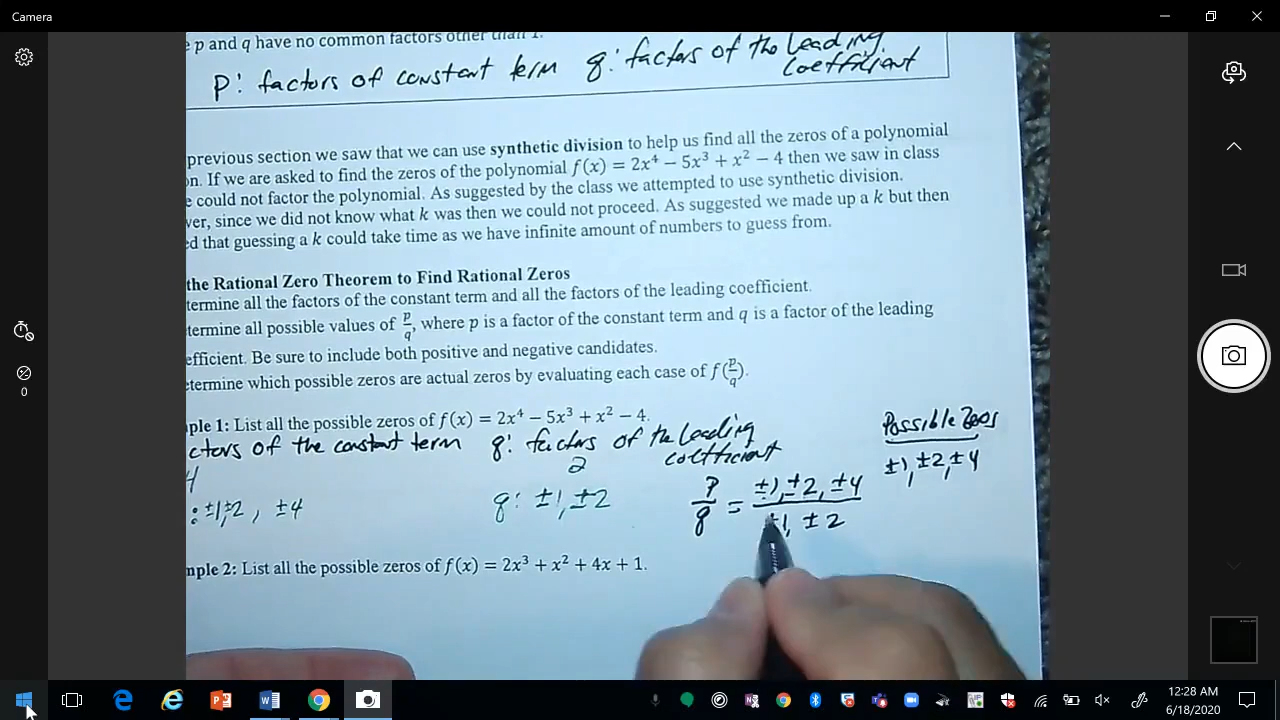 Camera
e p and q have no common factors other than 1.
P: factors of constant term q: factors of the leading coefficient
previous section we saw that we can use synthetic division to help us find all the zeros of a polynomial
on. If we are asked to find the zeros of the polynomial f(x) = 2x⁴ − 5x³ + x² − 4 then we saw in class
e could not factor the polynomial. As suggested by the class we attempted to use synthetic division.
ver, since we did not know what k was then we could not proceed. As suggested we made up a k but then
ed that guessing a k could take time as we have infinite amount of numbers to guess from.
the Rational Zero Theorem to Find Rational Zeros
termine all the factors of the constant term and all the factors of the leading coefficient.
termine all possible values of p/q, where p is a factor of the constant term and q is a factor of the leading
efficient. Be sure to include both positive and negative candidates.
termine which possible zeros are actual zeros by evaluating each case of f(p/q).
mple 1: List all the possible zeros of f(x) = 2x⁴ − 5x³ + x² − 4.
ctors of the constant term q: factors of the leading coefficient
4
2
: ±1, ±2, ±4
q: ±1, ±2
P/q = ±1, ±2, ±4 / ±1, ±2
Possible Zeos
±1, ±2, ±4
mple 2: List all the possible zeros of f(x) = 2x³ + x² + 4x + 1.
0
12:28 AM
6/18/2020